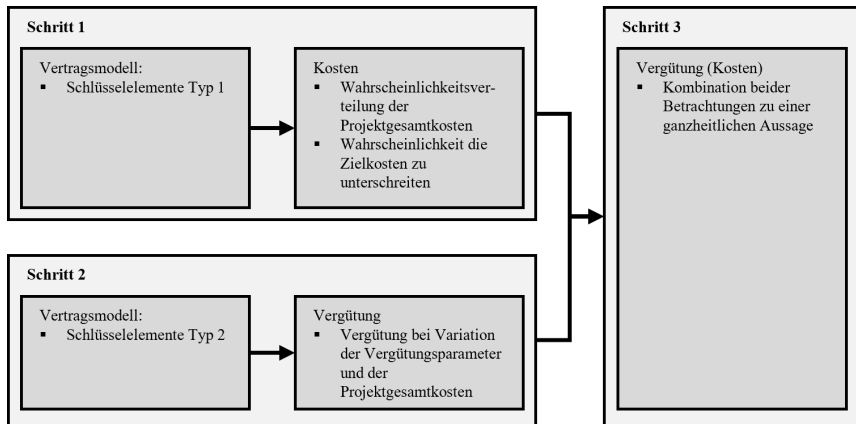 Schritt 1
Vertragsmodell:
▪ Schlüsselelemente Typ 1
Kosten
▪ Wahrscheinlichkeitsver-
teilung der
Projektgesamtkosten
▪ Wahrscheinlichkeit die
Zielkosten zu
unterschreiten
Schritt 2
Vertragsmodell:
▪ Schlüsselelemente Typ 2
Vergütung
▪ Vergütung bei Variation
der Vergütungsparameter
und der
Projektgesamtkosten
Schritt 3
Vergütung (Kosten)
▪ Kombination beider
Betrachtungen zu einer
ganzheitlichen Aussage